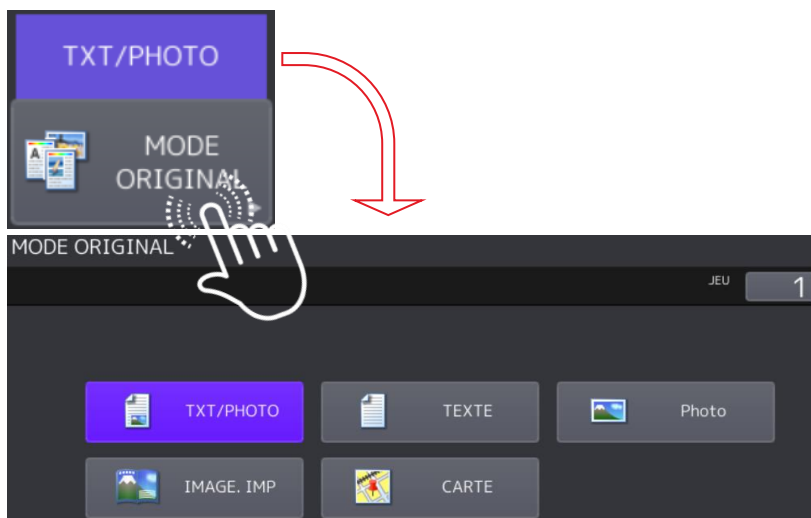 TXT/PHOTO
MODE
ORIGINAL
MODE ORIGINAL
JEU 1
TXT/PHOTO TEXTE Photo
IMAGE. IMP CARTE